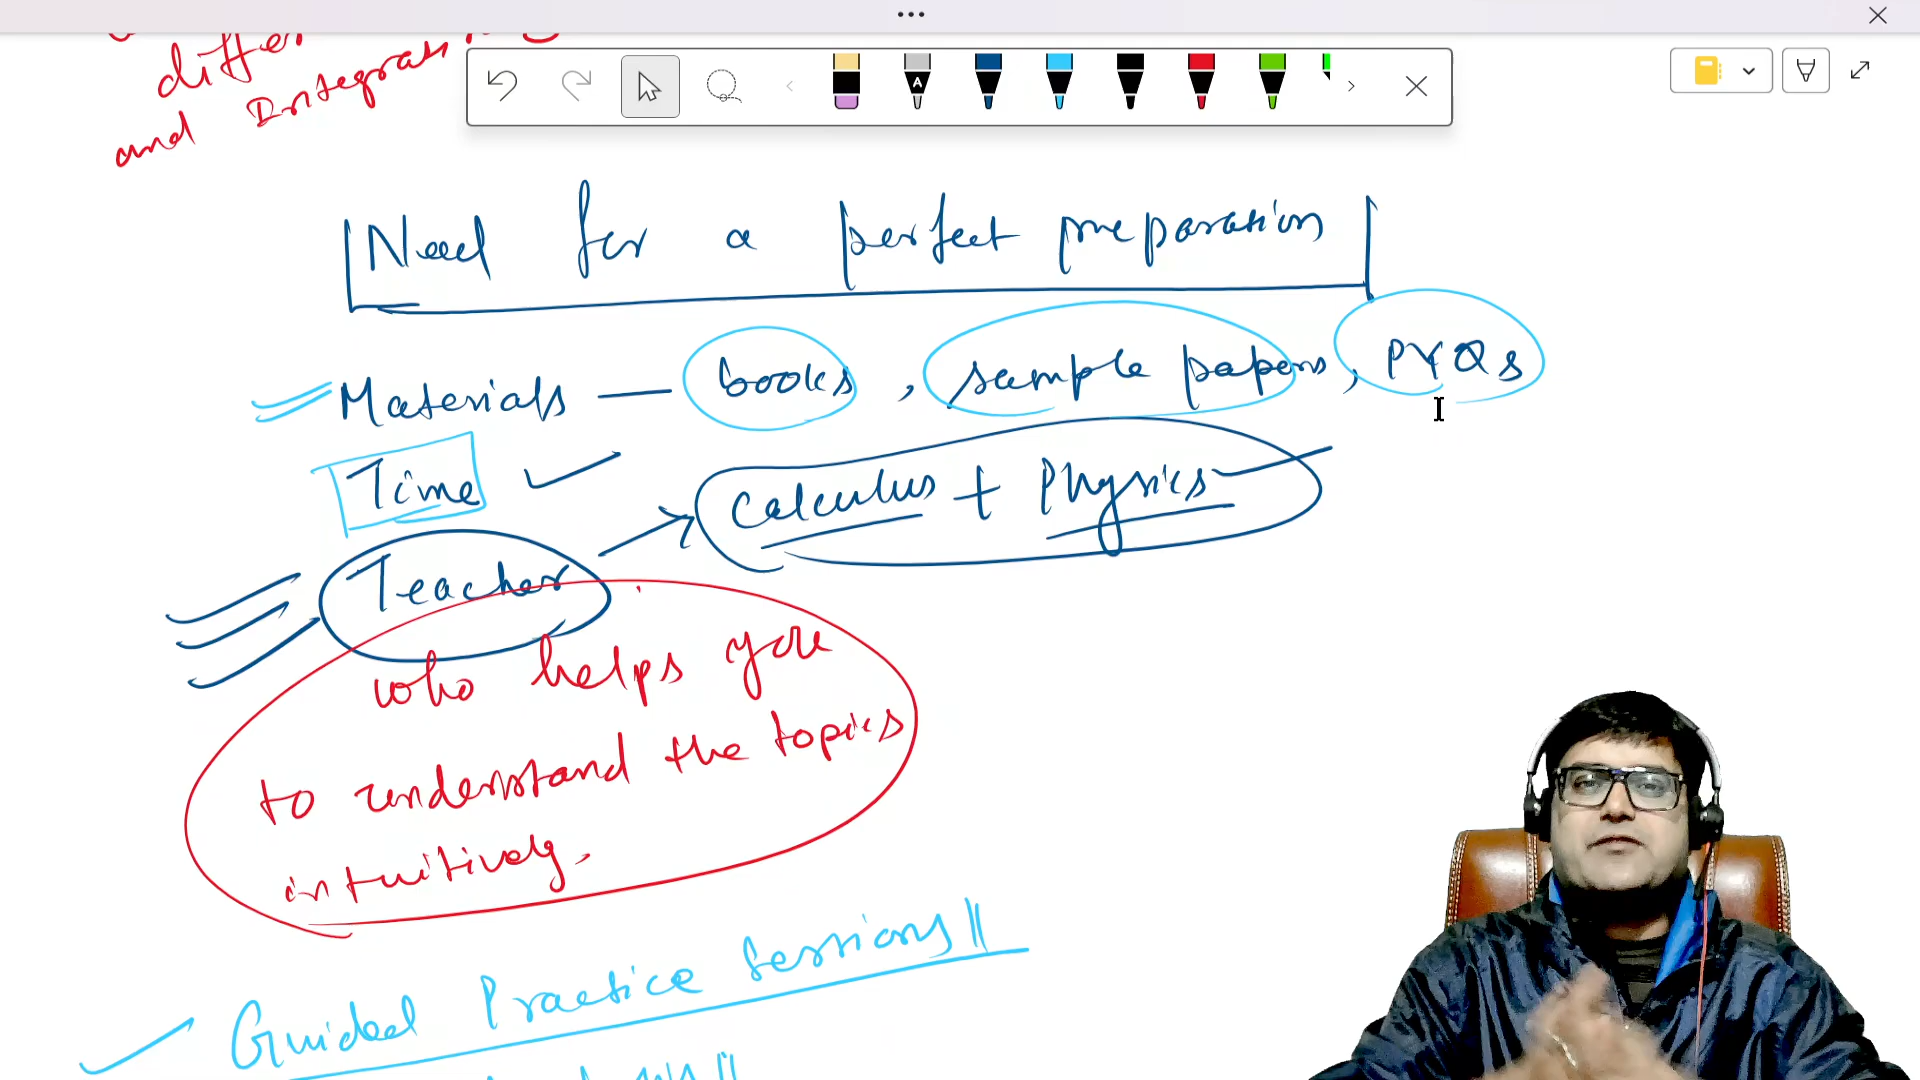 differ
and Integrati
Need for a perfect preparation
Materials — books, sample papers, PYQs
Time
Teacher → Calculus + Physics
who helps you
to understand the topics
intuitively.
Guided Practice Sessions